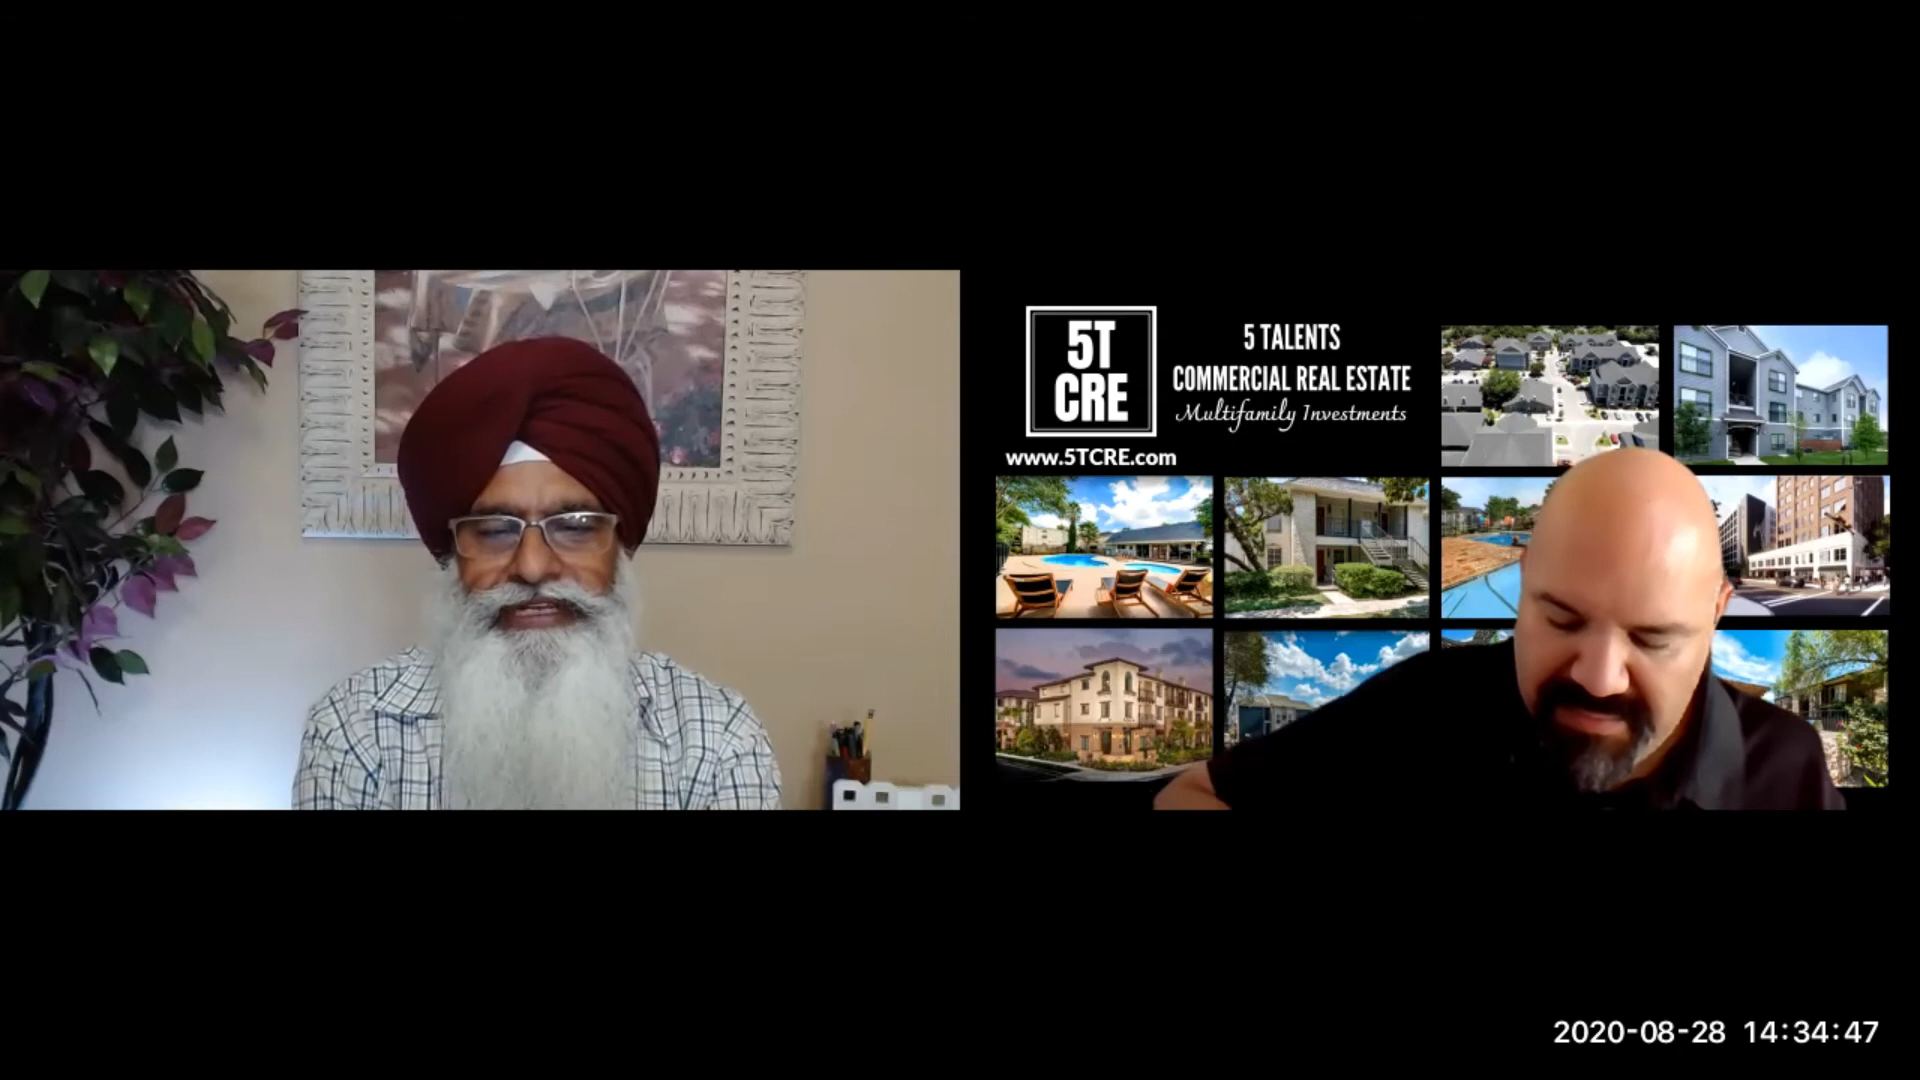 5T
CRE
5 TALENTS
COMMERCIAL REAL ESTATE
Multifamily Investments
www.5TCRE.com
2020-08-28 14:34:47